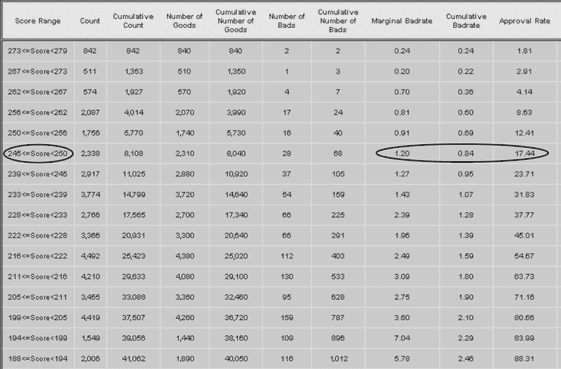 Score Range Count Cumulative Count Number of Goods Cumulative Number of Goods Number of Bads Cumulative Number of Bads Marginal Badrate Cumulative Badrate Approval Rate
273<=Score<279 842 842 840 840 2 2 0.24 0.24 1.81
267<=Score<273 511 1,353 510 1,350 1 3 0.20 0.22 2.91
262<=Score<267 574 1,927 570 1,920 4 7 0.70 0.36 4.14
256<=Score<262 2,087 4,014 2,070 3,990 17 24 0.81 0.60 8.63
250<=Score<256 1,756 5,770 1,740 5,730 16 40 0.91 0.69 12.41
245<=Score<250 2,338 8,108 2,310 8,040 28 68 1.20 0.84 17.44
239<=Score<245 2,917 11,025 2,880 10,920 37 105 1.27 0.95 23.71
233<=Score<239 3,774 14,799 3,720 14,640 54 159 1.43 1.07 31.83
228<=Score<233 2,766 17,565 2,700 17,340 66 225 2.39 1.28 37.77
222<=Score<228 3,366 20,931 3,300 20,640 66 291 1.96 1.39 45.01
216<=Score<222 4,492 25,423 4,380 25,020 112 403 2.49 1.59 54.67
211<=Score<216 4,210 29,633 4,080 29,100 130 533 3.09 1.80 63.73
205<=Score<211 3,455 33,088 3,360 32,460 95 628 2.75 1.90 71.16
199<=Score<205 4,419 37,507 4,260 36,720 159 787 3.60 2.10 80.66
194<=Score<199 1,549 39,056 1,440 38,160 109 896 7.04 2.29 83.99
188<=Score<194 2,006 41,062 1,890 40,050 116 1,012 5.78 2.46 88.31